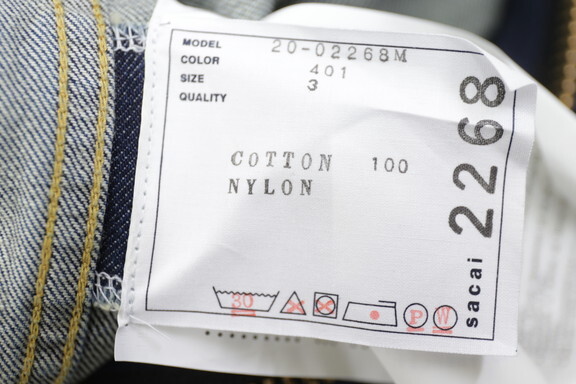 MODEL 20-02268M
COLOR 401
SIZE 3
QUALITY
COTTON 100
NYLON
30
P W
sacai 2268